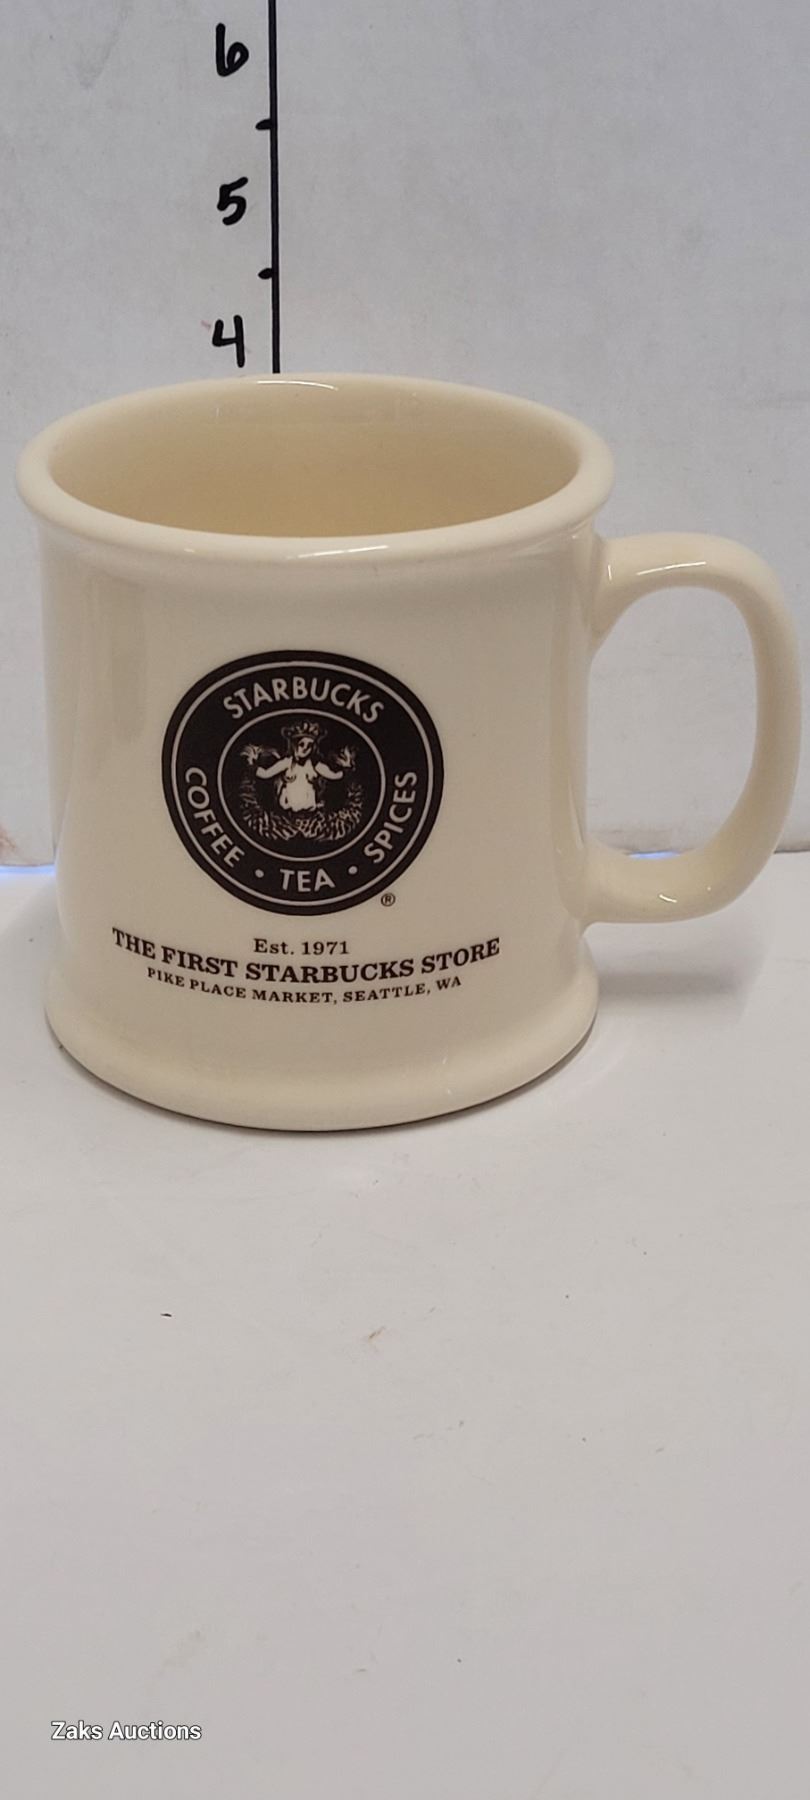 6
5
4
STARBUCKS
COFFEE • TEA • SPICES
®
Est. 1971
THE FIRST STARBUCKS STORE
PIKE PLACE MARKET, SEATTLE, WA
Zaks Auctions